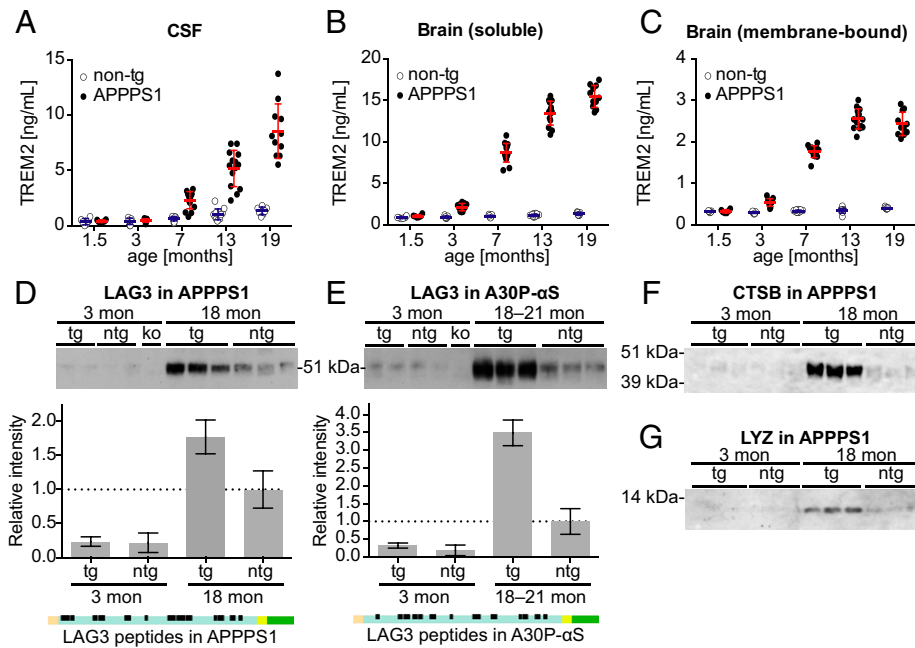 A
CSF
TREM2 [ng/mL]
15
10
5
0
non-tg
APPPS1
1.5 3 7 13 19
age [months]
B
Brain (soluble)
TREM2 [ng/mL]
20
15
10
5
0
non-tg
APPPS1
1.5 3 7 13 19
age [months]
C
Brain (membrane-bound)
TREM2 [ng/mL]
4
3
2
1
0
non-tg
APPPS1
1.5 3 7 13 19
age [months]
D
LAG3 in APPPS1
3 mon 18 mon
tg ntg ko tg ntg
-51 kDa-
Relative intensity
2.0
1.5
1.0
0.5
0.0
tg ntg tg ntg
3 mon 18 mon
LAG3 peptides in APPPS1
E
LAG3 in A30P-αS
3 mon 18–21 mon
tg ntg ko tg ntg
Relative intensity
4.0
3.5
3.0
2.5
2.0
1.5
1.0
0.5
0.0
tg ntg tg ntg
3 mon 18–21 mon
LAG3 peptides in A30P-αS
F
CTSB in APPPS1
3 mon 18 mon
tg ntg tg ntg
51 kDa-
39 kDa-
G
LYZ in APPPS1
3 mon 18 mon
tg ntg tg ntg
14 kDa-